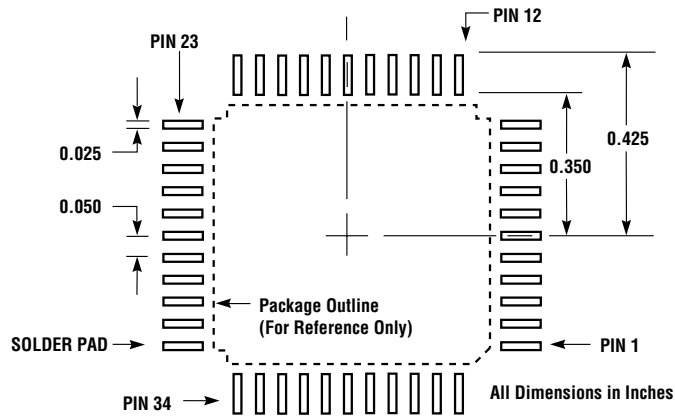 PIN 12
PIN 23
0.425
0.025
0.350
0.050
Package Outline
(For Reference Only)
SOLDER PAD
PIN 1
PIN 34
All Dimensions in Inches